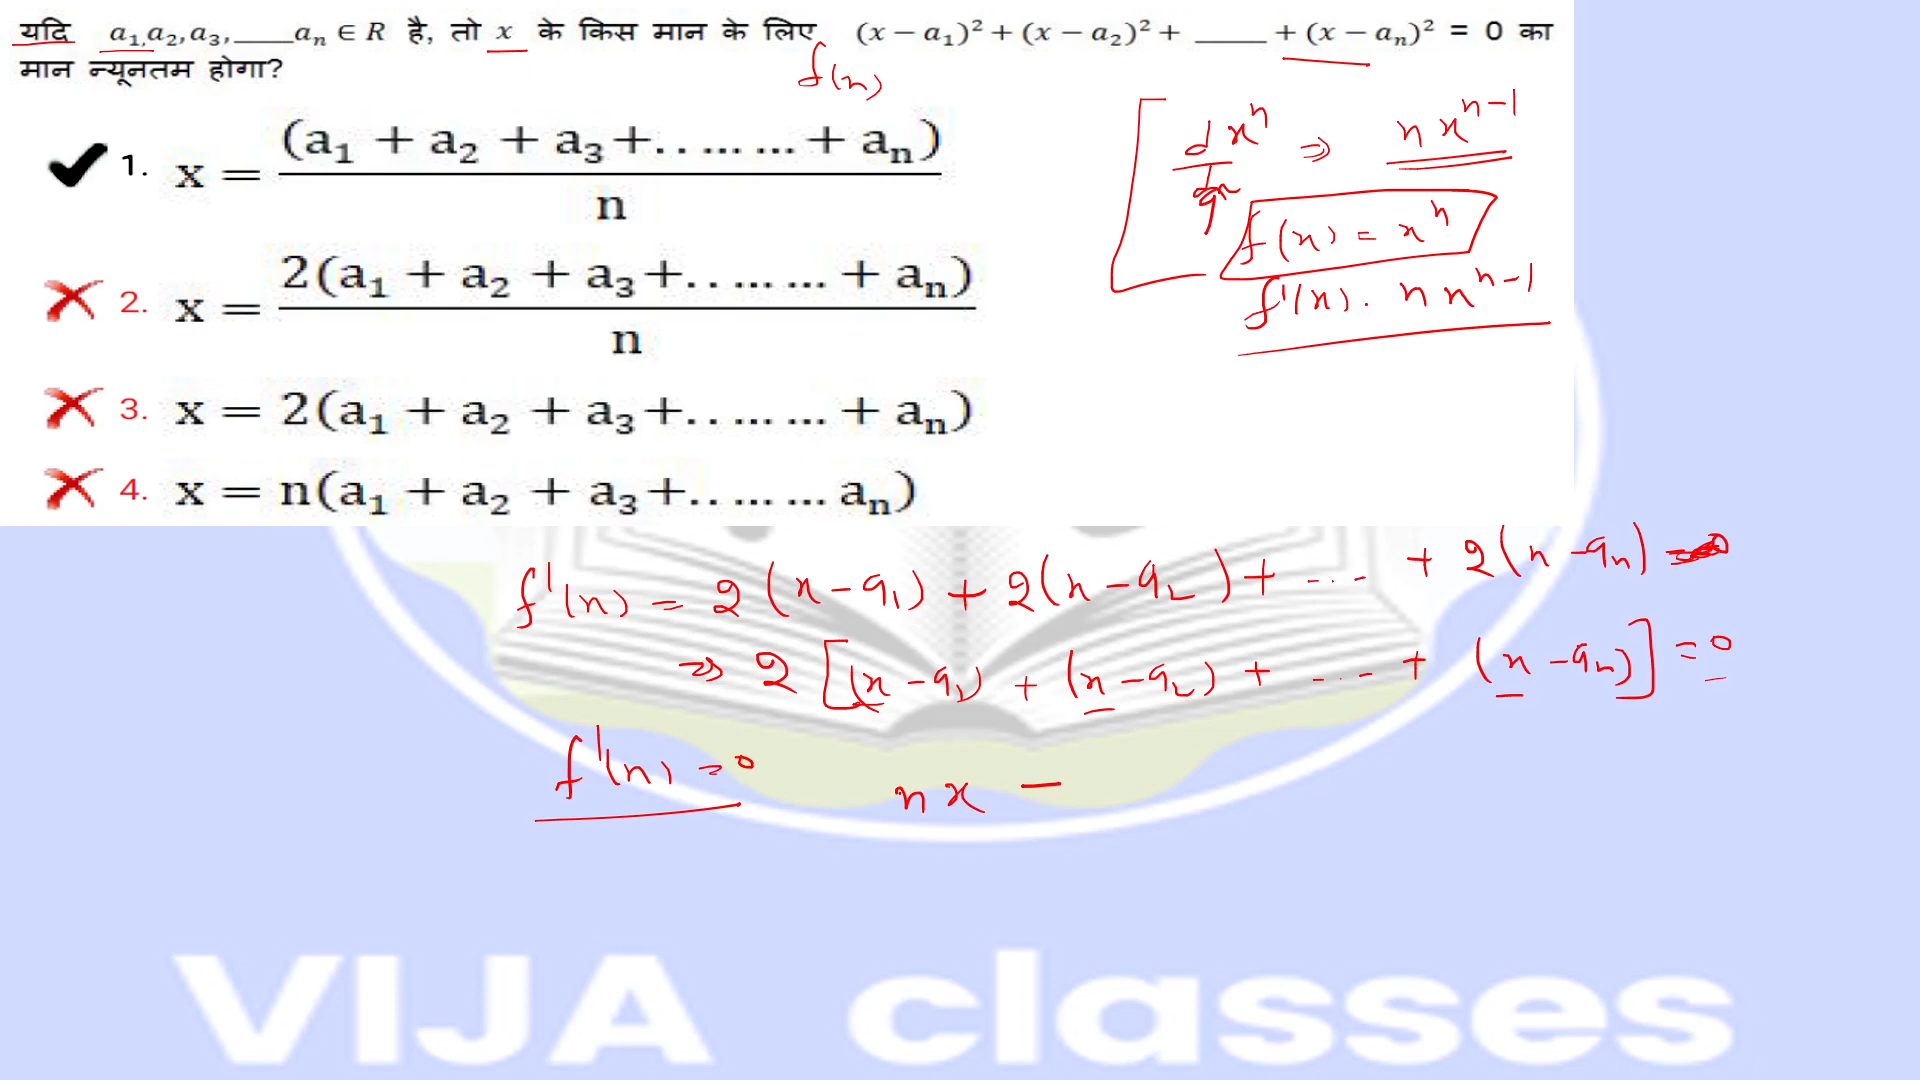 यदि a₁,a₂,a₃,____aₙ ∈ R है, तो x के किस मान के लिए (x − a₁)² + (x − a₂)² + ____ + (x − aₙ)² = 0 का
मान न्यूनतम होगा?
f(x)
1. x = (a₁ + a₂ + a₃+........+ aₙ) / n
2. x = 2(a₁ + a₂ + a₃+........+ aₙ) / n
3. x = 2(a₁ + a₂ + a₃+........+ aₙ)
4. x = n(a₁ + a₂ + a₃+........ aₙ)
d/dx xⁿ ⇒ n xⁿ⁻¹
f(x) = xⁿ
f'(x). n xⁿ⁻¹
f'(x) = 2(x−a₁) + 2(x−a₂) + ... + 2(x−aₙ)
⇒ 2[(x−a₁) + (x−a₂) + ... + (x−aₙ)] = 0
f'(x) = 0
nx −
VIJA classes